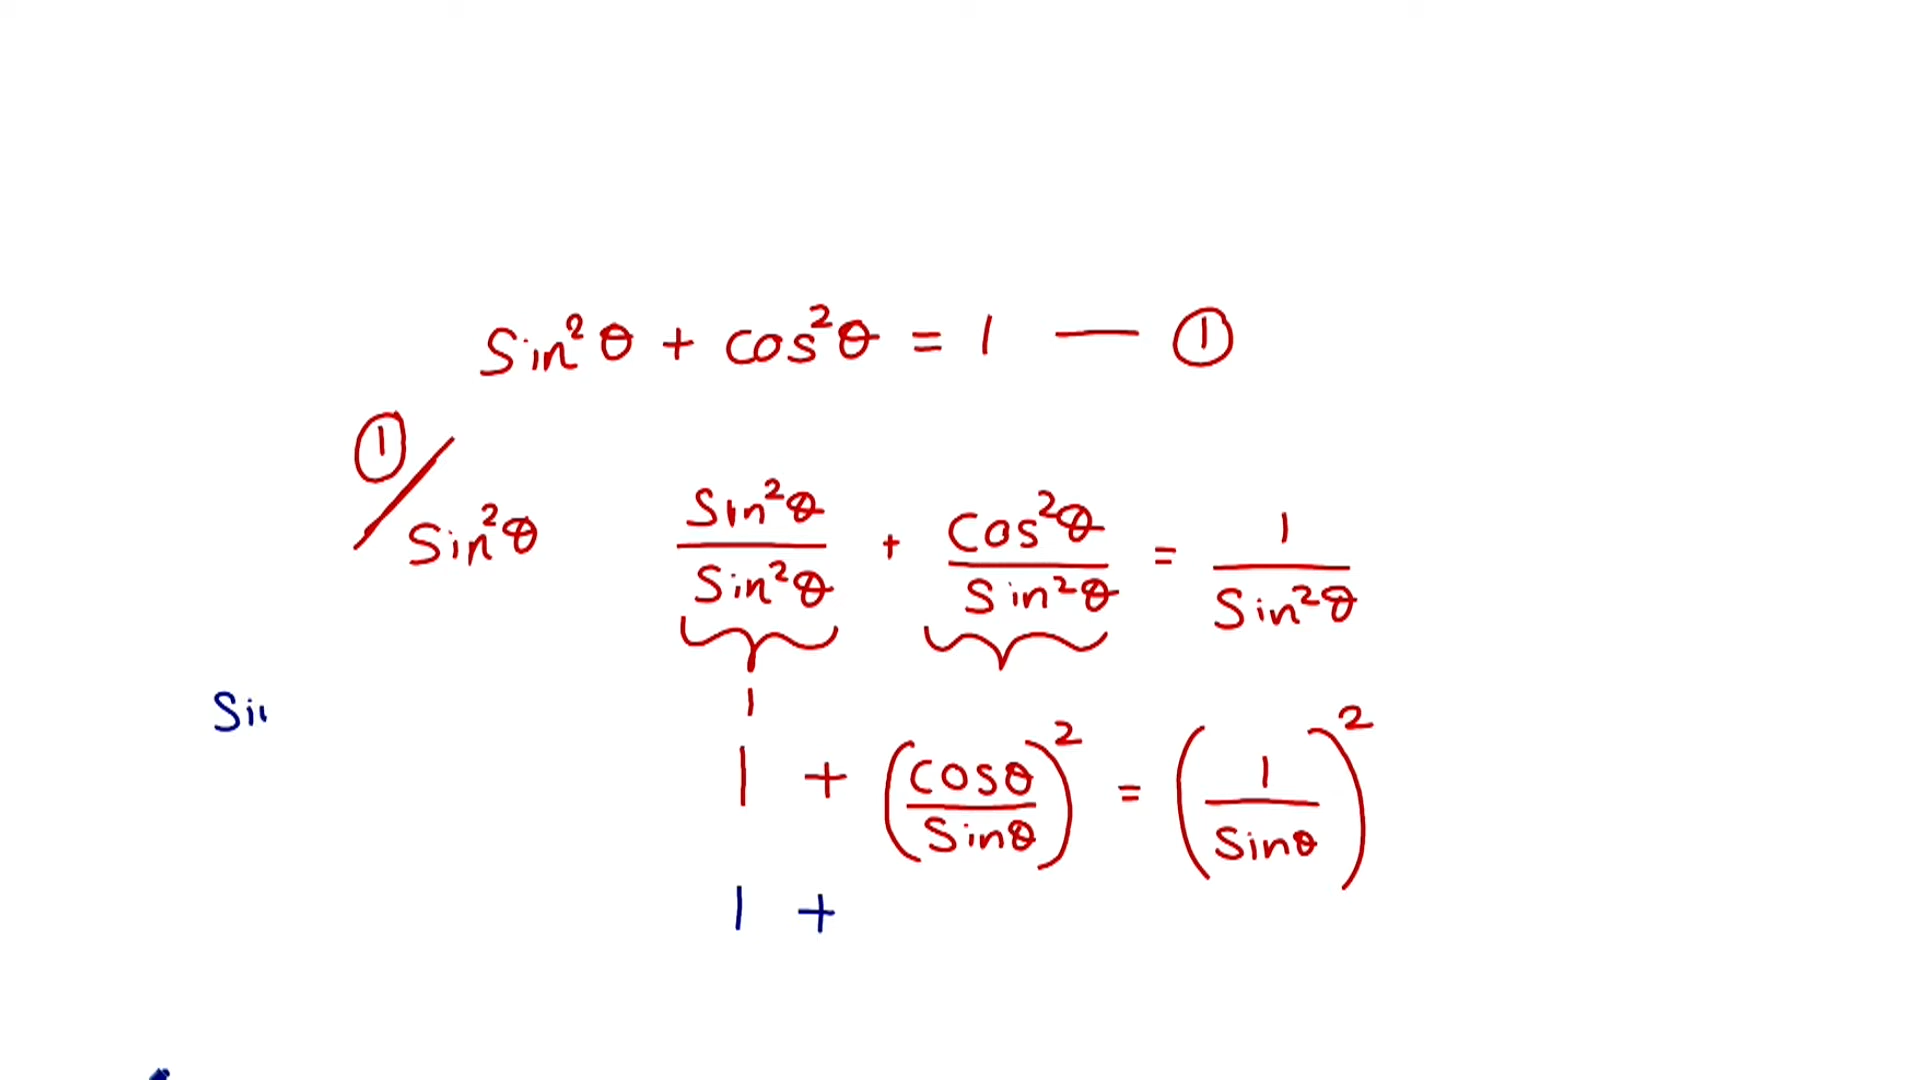 Sin²θ + cos²θ = 1 — ①
①/Sin²θ Sin²θ/Sin²θ + Cos²θ/Sin²θ = 1/Sin²θ
1
Sin
1 + (Cosθ/Sinθ)² = (1/Sinθ)²
1 +